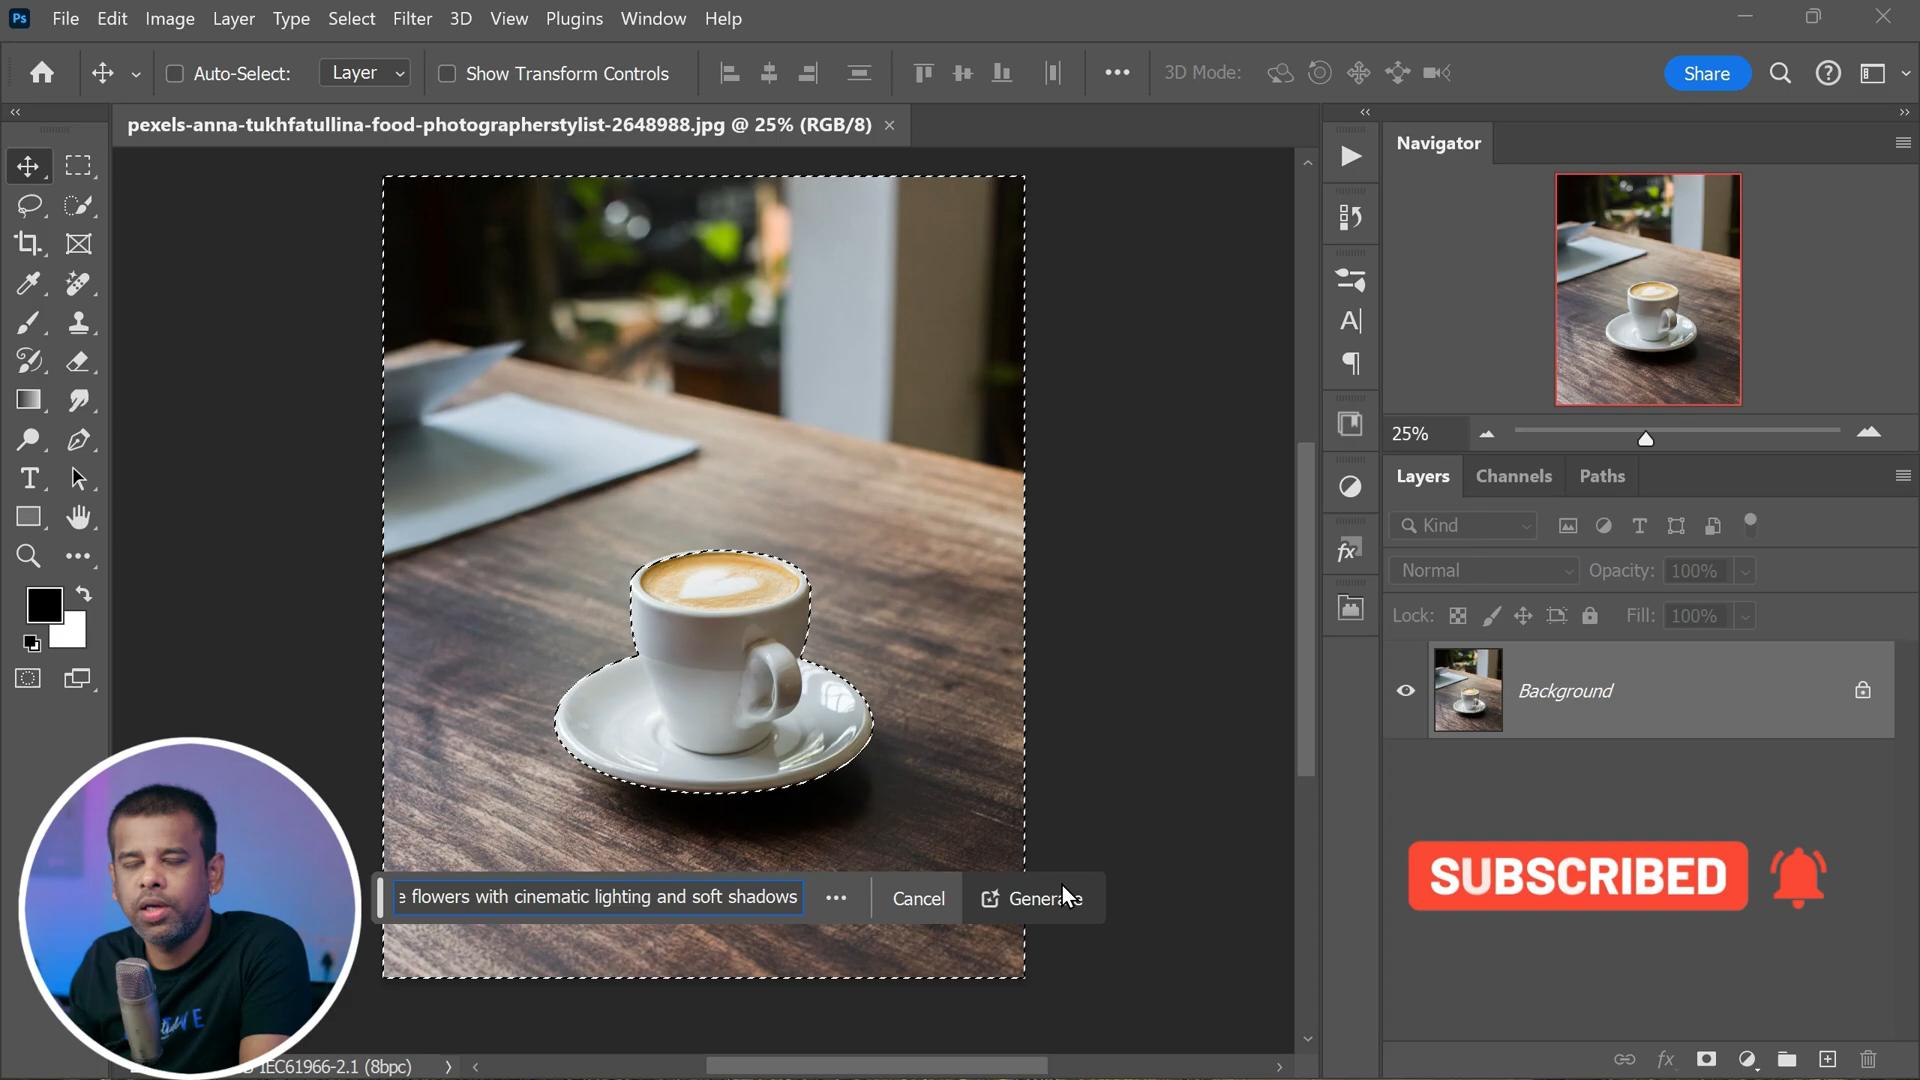 Ps File Edit Image Layer Type Select Filter 3D View Plugins Window Help
Auto-Select: Layer Show Transform Controls 3D Mode: Share
pexels-anna-tukhfatullina-food-photographerstylist-2648988.jpg @ 25% (RGB/8)
Navigator
25%
Layers Channels Paths
Kind
Normal Opacity: 100%
Lock: Fill: 100%
Background
SUBSCRIBED
flowers with cinematic lighting and soft shadows Cancel Generate
IEC61966-2.1 (8bpc)